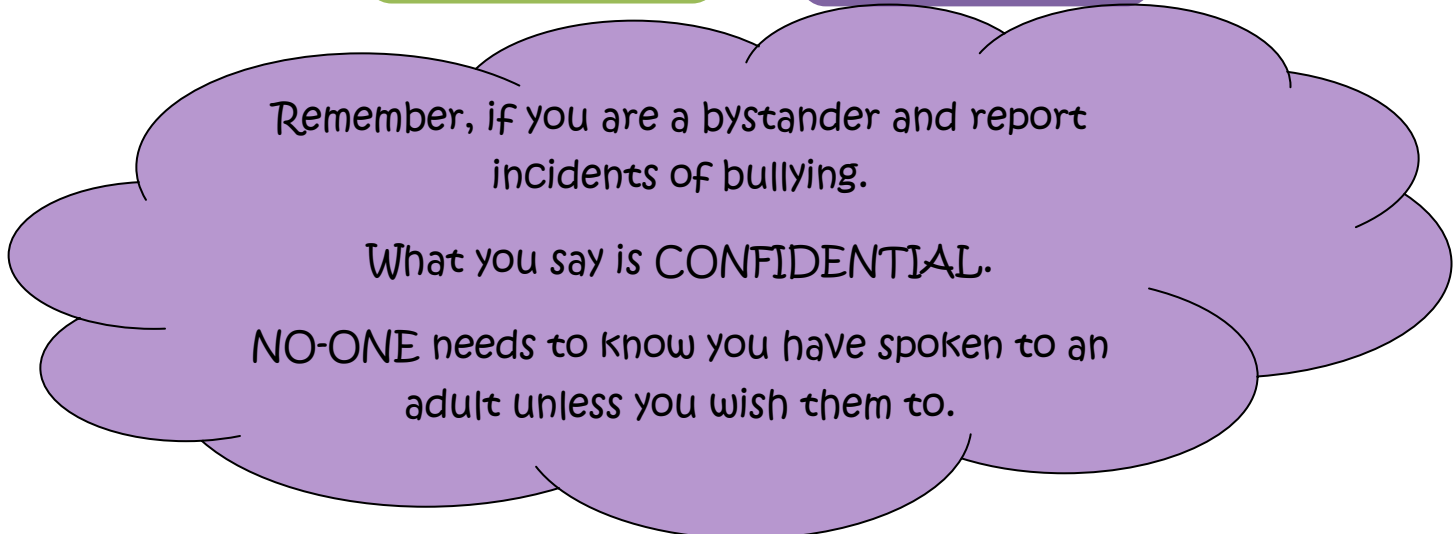 Remember, if you are a bystander and report
incidents of bullying.
What you say is CONFIDENTIAL.
NO-ONE needs to know you have spoken to an
adult unless you wish them to.